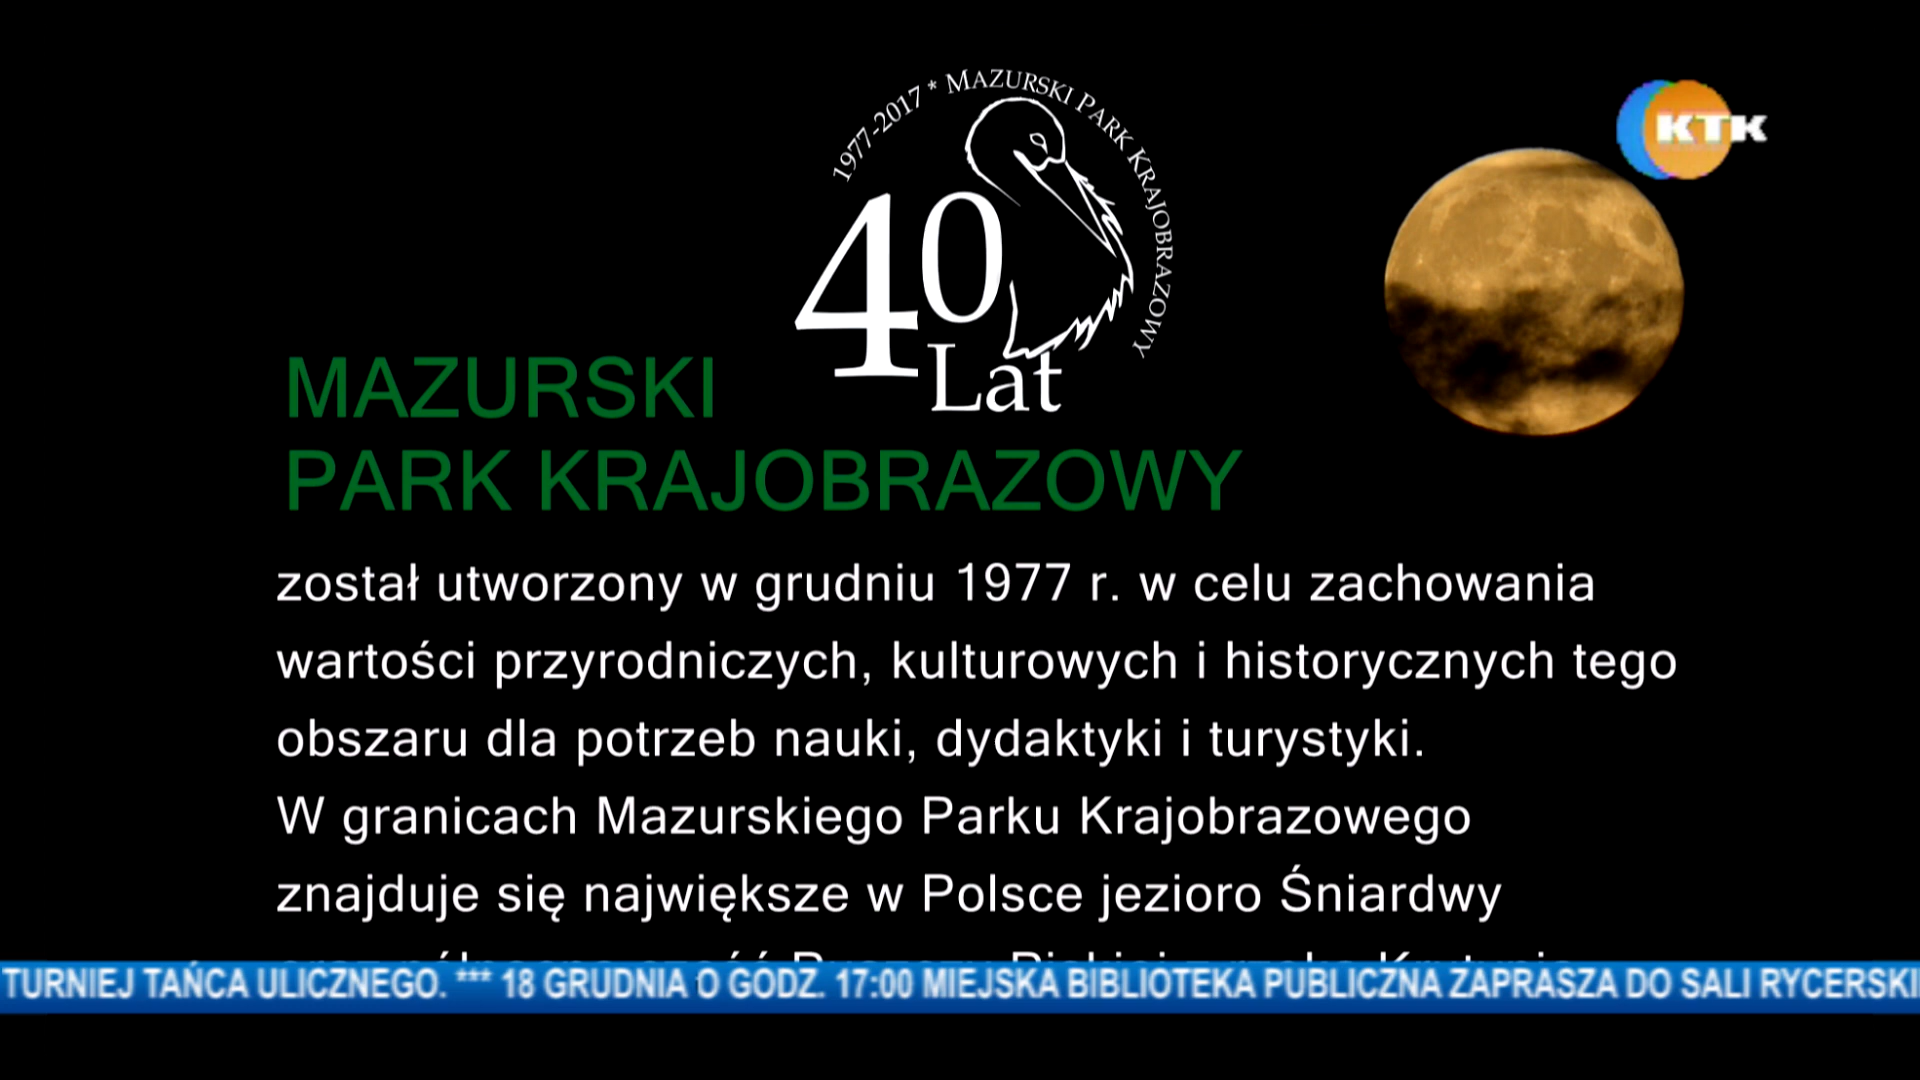 1977-2017 * MAZURSKI PARK KRAJOBRAZOWY
KTK
40
Lat
MAZURSKI
PARK KRAJOBRAZOWY
został utworzony w grudniu 1977 r. w celu zachowania
wartości przyrodniczych, kulturowych i historycznych tego
obszaru dla potrzeb nauki, dydaktyki i turystyki.
W granicach Mazurskiego Parku Krajobrazowego
znajduje się największe w Polsce jezioro Śniardwy
TURNIEJ TAŃCA ULICZNEGO. *** 18 GRUDNIA O GODZ. 17:00 MIEJSKA BIBLIOTEKA PUBLICZNA ZAPRASZA DO SALI RYCERSKI